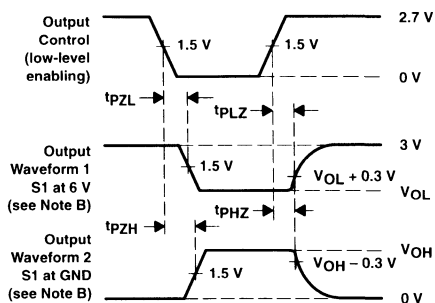 Output
Control
(low-level
enabling)
2.7 V
1.5 V
1.5 V
0 V
tPZL
tPLZ
Output
Waveform 1
S1 at 6 V
(see Note B)
3 V
1.5 V
VOL + 0.3 V
VOL
tPZH
tPHZ
Output
Waveform 2
S1 at GND
(see Note B)
VOH
1.5 V
VOH − 0.3 V
0 V